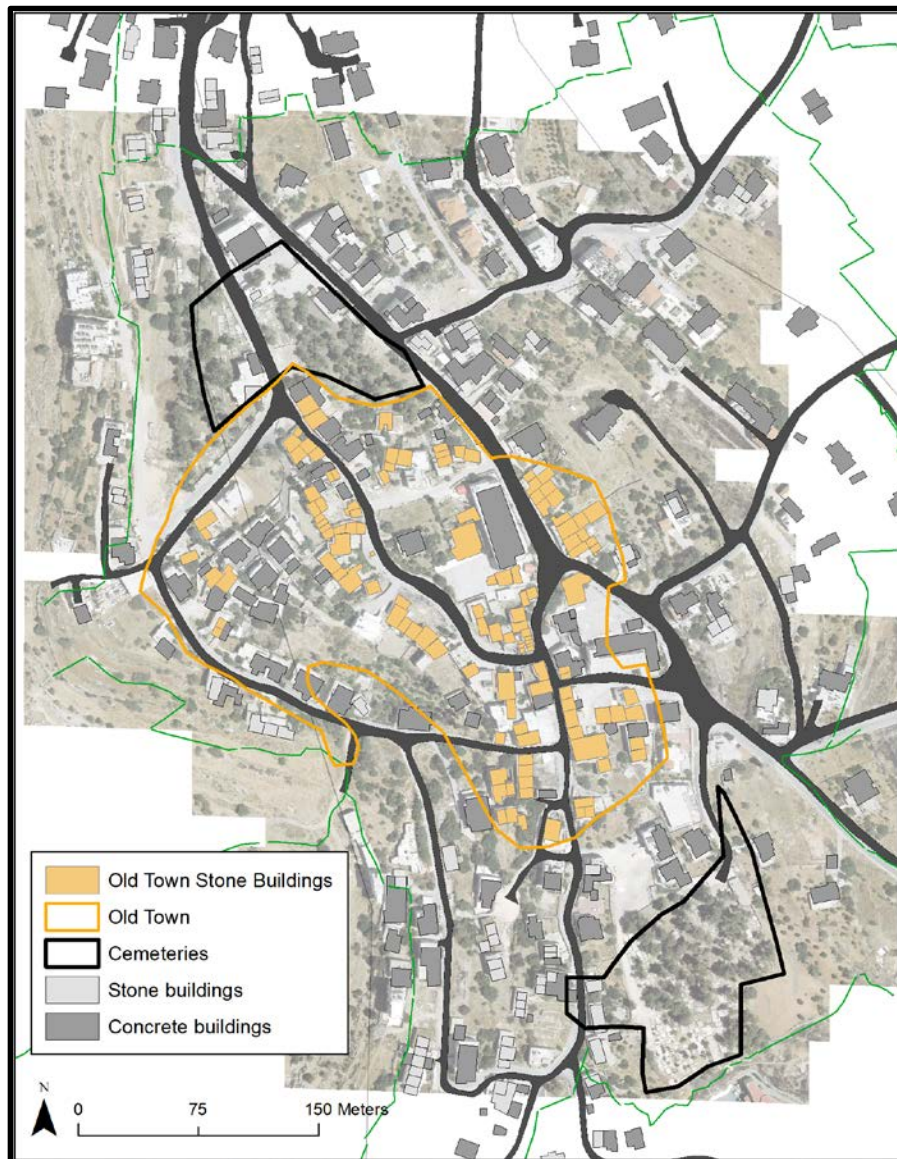 Old Town Stone Buildings
Old Town
Cemeteries
Stone buildings
Concrete buildings
N
0 75 150 Meters